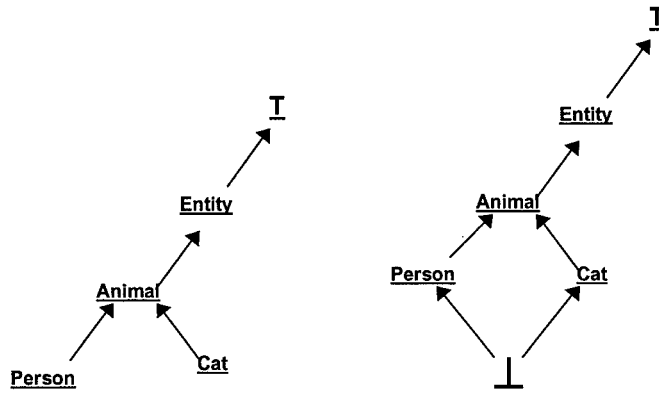 T
Entity
Animal
Person
Cat
T
Entity
Animal
Person
Cat
⊥